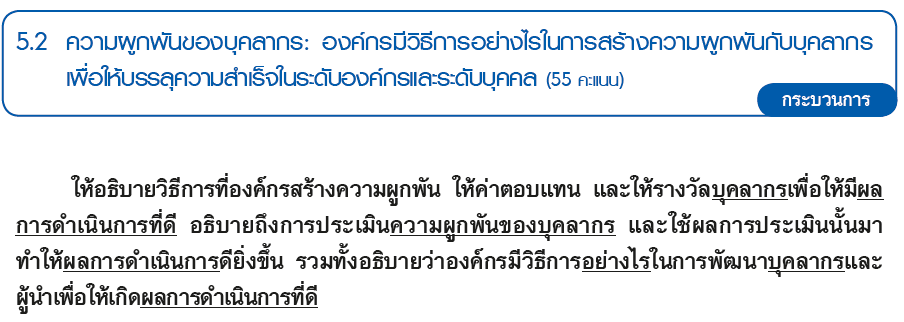 5.2 ความผูกพันของบุคลากร: องค์กรมีวิธีการอย่างไรในการสร้างความผูกพันกับบุคลากร
เพื่อให้บรรลุความสำเร็จในระดับองค์กรและระดับบุคคล (55 คะแนน)
กระบวนการ
ให้อธิบายวิธีการที่องค์กรสร้างความผูกพัน ให้ค่าตอบแทน และให้รางวัลบุคลากรเพื่อให้มีผล
การดำเนินการที่ดี อธิบายถึงการประเมินความผูกพันของบุคลากร และใช้ผลการประเมินนั้นมา
ทำให้ผลการดำเนินการดียิ่งขึ้น รวมทั้งอธิบายว่าองค์กรมีวิธีการอย่างไรในการพัฒนาบุคลากรและ
ผู้นำเพื่อให้เกิดผลการดำเนินการที่ดี